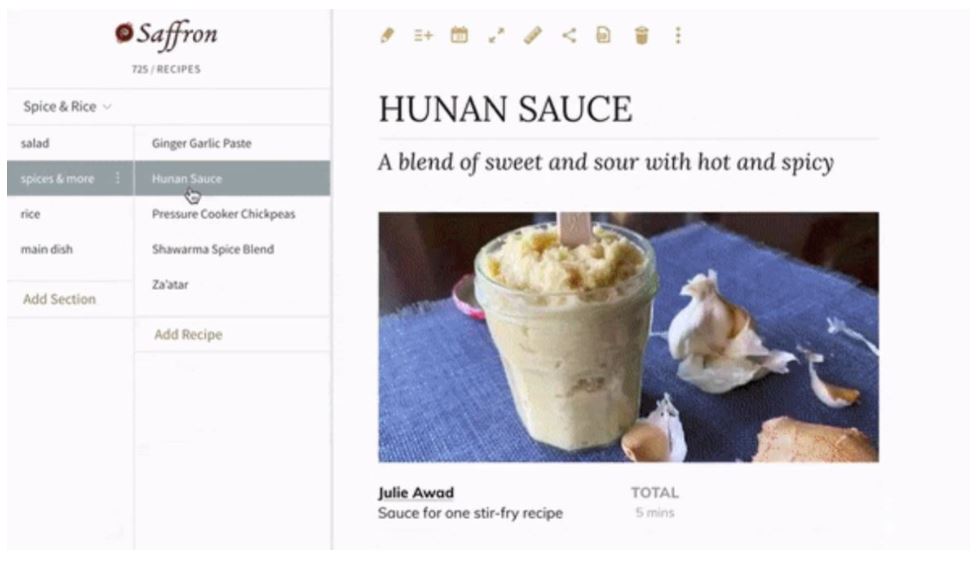 Saffron
725 / RECIPES
Spice & Rice
salad
spices & more
rice
main dish
Add Section
Ginger Garlic Paste
Hunan Sauce
Pressure Cooker Chickpeas
Shawarma Spice Blend
Za'atar
Add Recipe
HUNAN SAUCE
A blend of sweet and sour with hot and spicy
Julie Awad
Sauce for one stir-fry recipe
TOTAL
5 mins